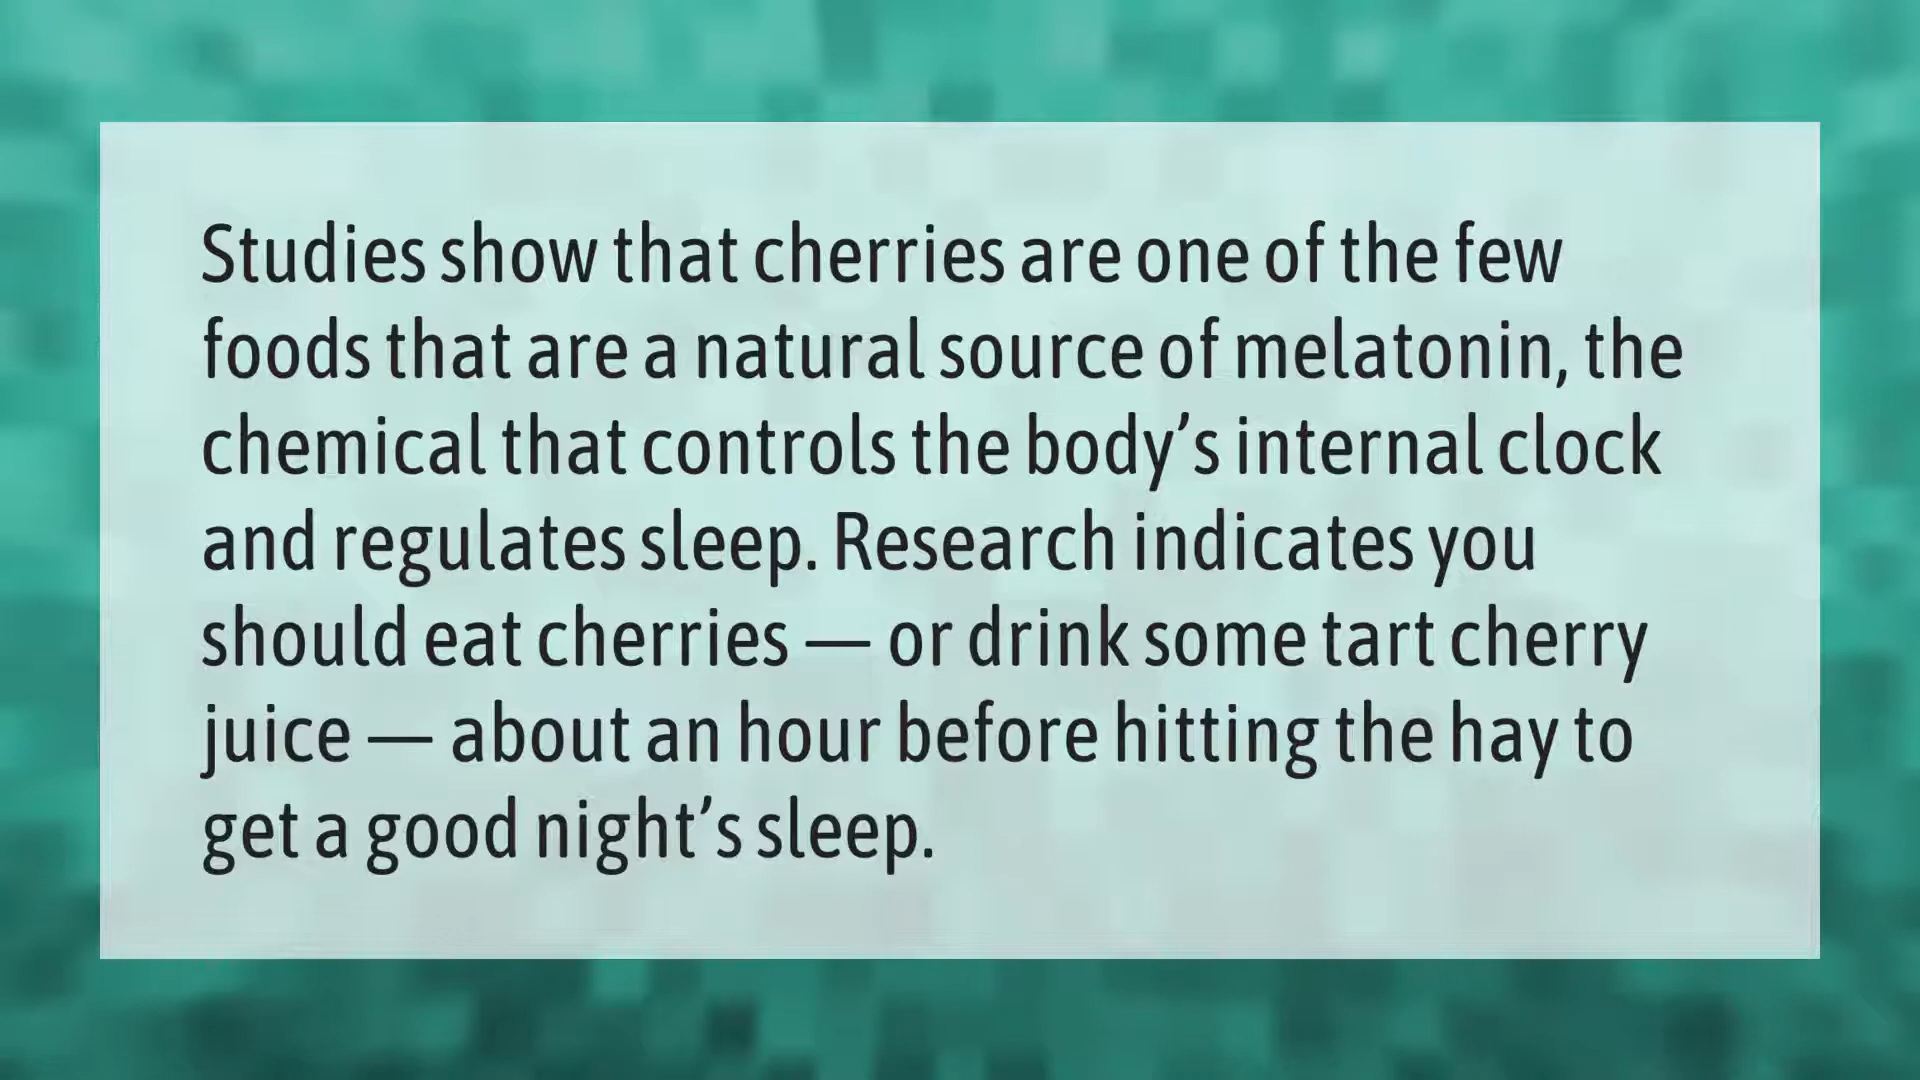 Studies show that cherries are one of the few
foods that are a natural source of melatonin, the
chemical that controls the body’s internal clock
and regulates sleep. Research indicates you
should eat cherries — or drink some tart cherry
juice — about an hour before hitting the hay to
get a good night’s sleep.